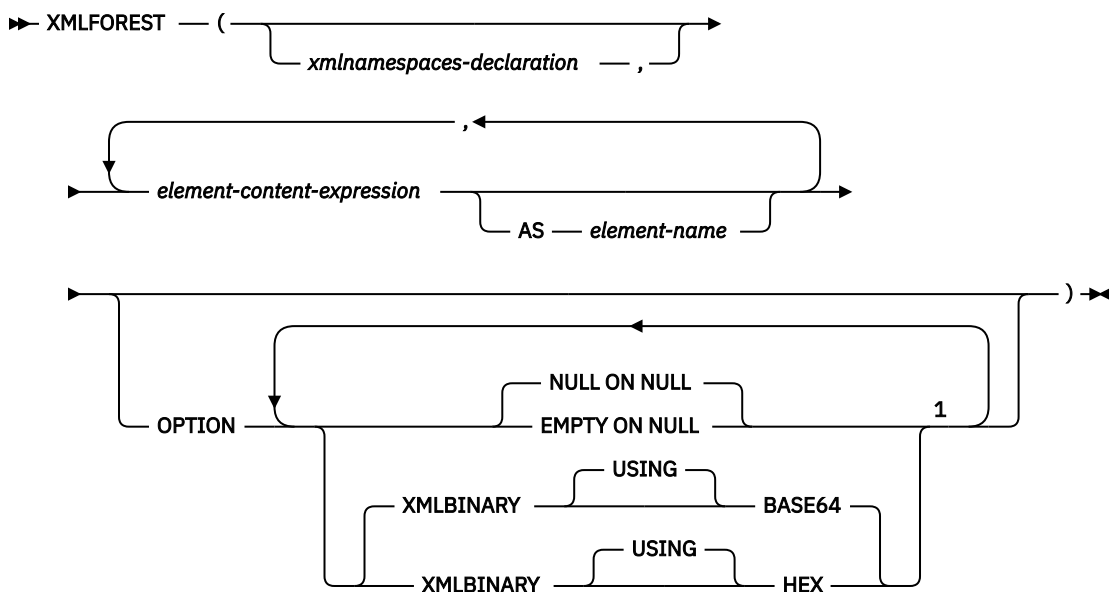 XMLFOREST (
xmlnamespaces-declaration ,
,
element-content-expression
AS element-name
)
NULL ON NULL
1
OPTION EMPTY ON NULL
USING
XMLBINARY BASE64
USING
XMLBINARY HEX